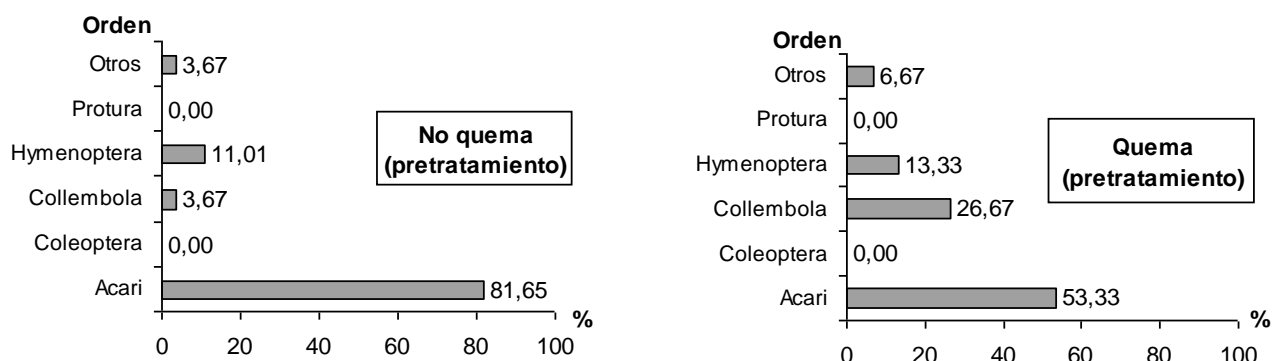 Orden
Otros 3,67
Protura 0,00
Hymenoptera 11,01
Collembola 3,67
Coleoptera 0,00
Acari 81,65
%
0 20 40 60 80 100
No quema
(pretratamiento)
Orden
Otros 6,67
Protura 0,00
Hymenoptera 13,33
Collembola 26,67
Coleoptera 0,00
Acari 53,33
%
0 20 40 60 80 100
Quema
(pretratamiento)